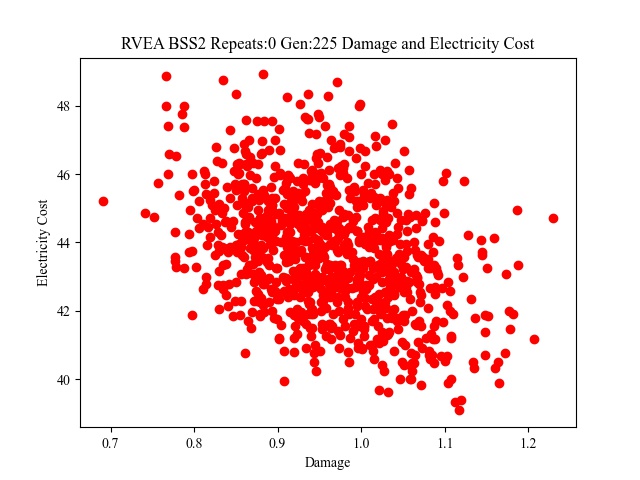 RVEA BSS2 Repeats:0 Gen:225 Damage and Electricity Cost
48
46
44
42
40
Electricity Cost
0.7 0.8 0.9 1.0 1.1 1.2
Damage